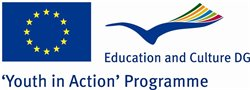 Education and Culture DG
‘Youth in Action’ Programme